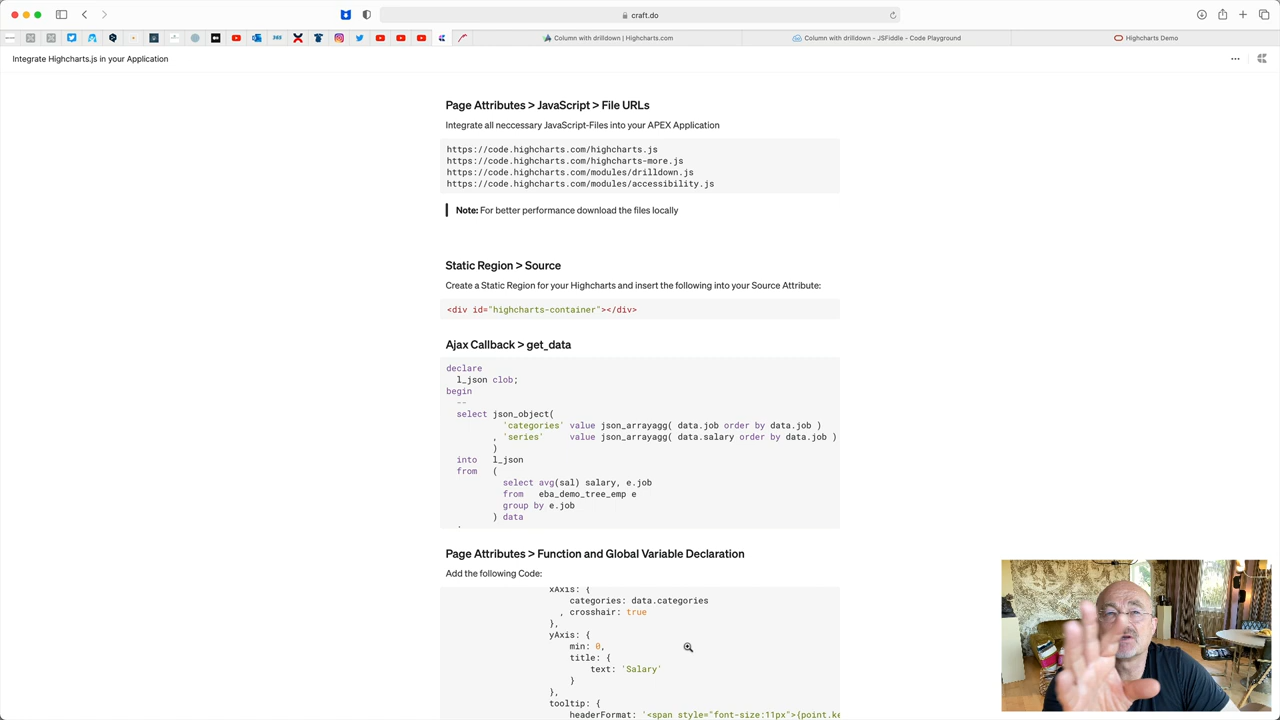 craft.do
365
Column with drilldown | Highcharts.com
Column with drilldown - JSFiddle - Code Playground
Highcharts Demo
Integrate Highcharts.js in your Application
Page Attributes > JavaScript > File URLs
Integrate all neccessary JavaScript-Files into your APEX Application
https://code.highcharts.com/highcharts.js
https://code.highcharts.com/highcharts-more.js
https://code.highcharts.com/modules/drilldown.js
https://code.highcharts.com/modules/accessibility.js
Note: For better performance download the files locally
Static Region > Source
Create a Static Region for your Highcharts and insert the following into your Source Attribute:
<div id="highcharts-container"></div>
Ajax Callback > get_data
declare
l_json clob;
begin
--
select json_object(
'categories' value json_arrayagg( data.job order by data.job )
, 'series' value json_arrayagg( data.salary order by data.job )
)
into l_json
from (
select avg(sal) salary, e.job
from eba_demo_tree_emp e
group by e.job
) data
Page Attributes > Function and Global Variable Declaration
Add the following Code:
xAxis: {
categories: data.categories
, crosshair: true
},
yAxis: {
min: 0,
title: {
text: 'Salary'
}
},
tooltip: {
headerFormat: '<span style="font-size:11px">{point.ke